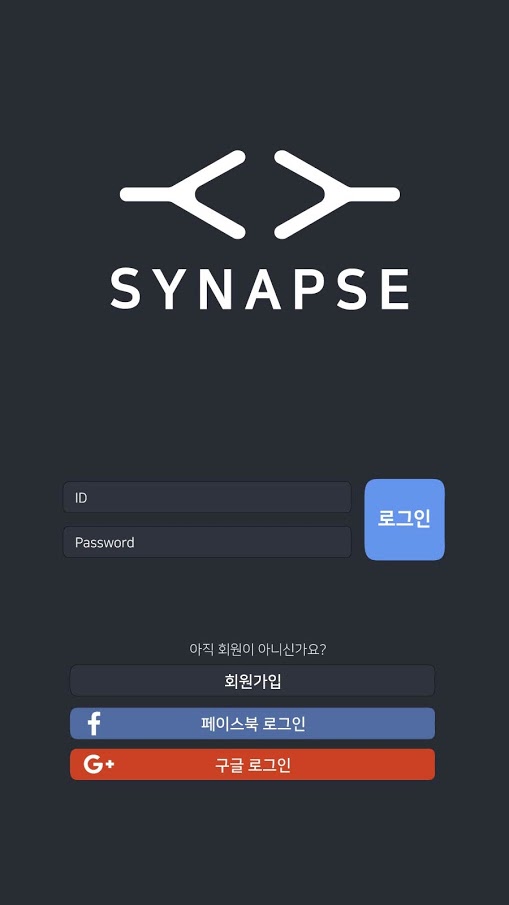 SYNAPSE
ID
Password
로그인
아직 회원이 아니신가요?
회원가입
f 페이스북 로그인
G+ 구글 로그인